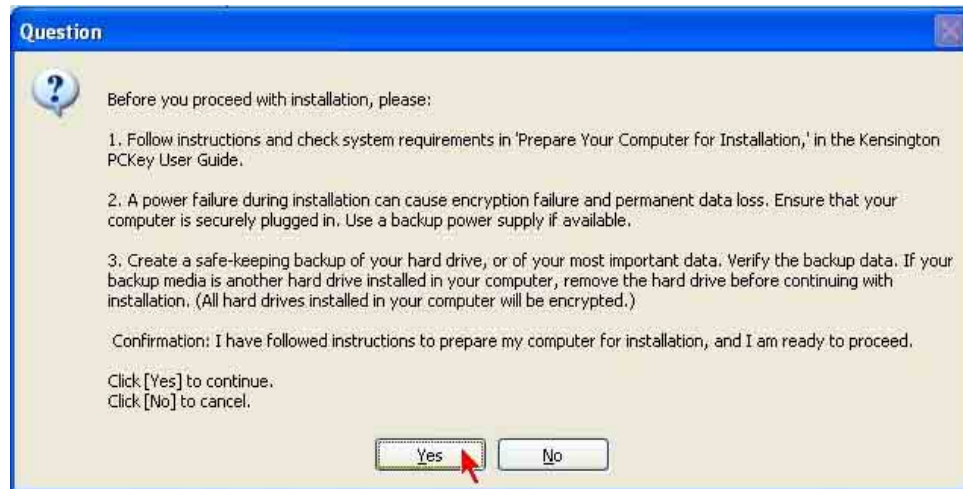 Question
Before you proceed with installation, please:
1. Follow instructions and check system requirements in 'Prepare Your Computer for Installation,' in the Kensington
PCKey User Guide.
2. A power failure during installation can cause encryption failure and permanent data loss. Ensure that your
computer is securely plugged in. Use a backup power supply if available.
3. Create a safe-keeping backup of your hard drive, or of your most important data. Verify the backup data. If your
backup media is another hard drive installed in your computer, remove the hard drive before continuing with
installation. (All hard drives installed in your computer will be encrypted.)
Confirmation: I have followed instructions to prepare my computer for installation, and I am ready to proceed.
Click [Yes] to continue.
Click [No] to cancel.
Yes No